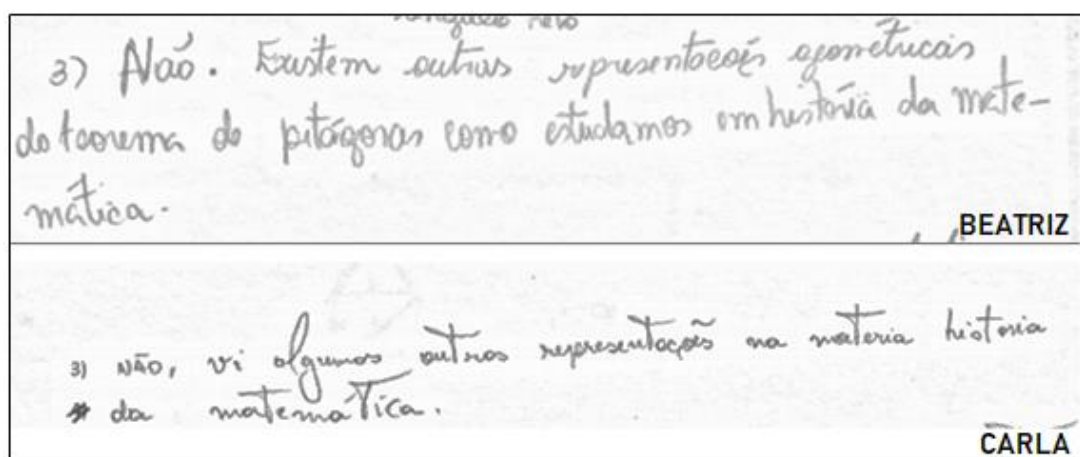 3) Não. Existem outras representações geométricas
do teorema de pitágoras como estudamos em história da mate-
mática.
BEATRIZ
3) NÃO, vi algumas outras representações na materia historia
da matemática.
CARLA